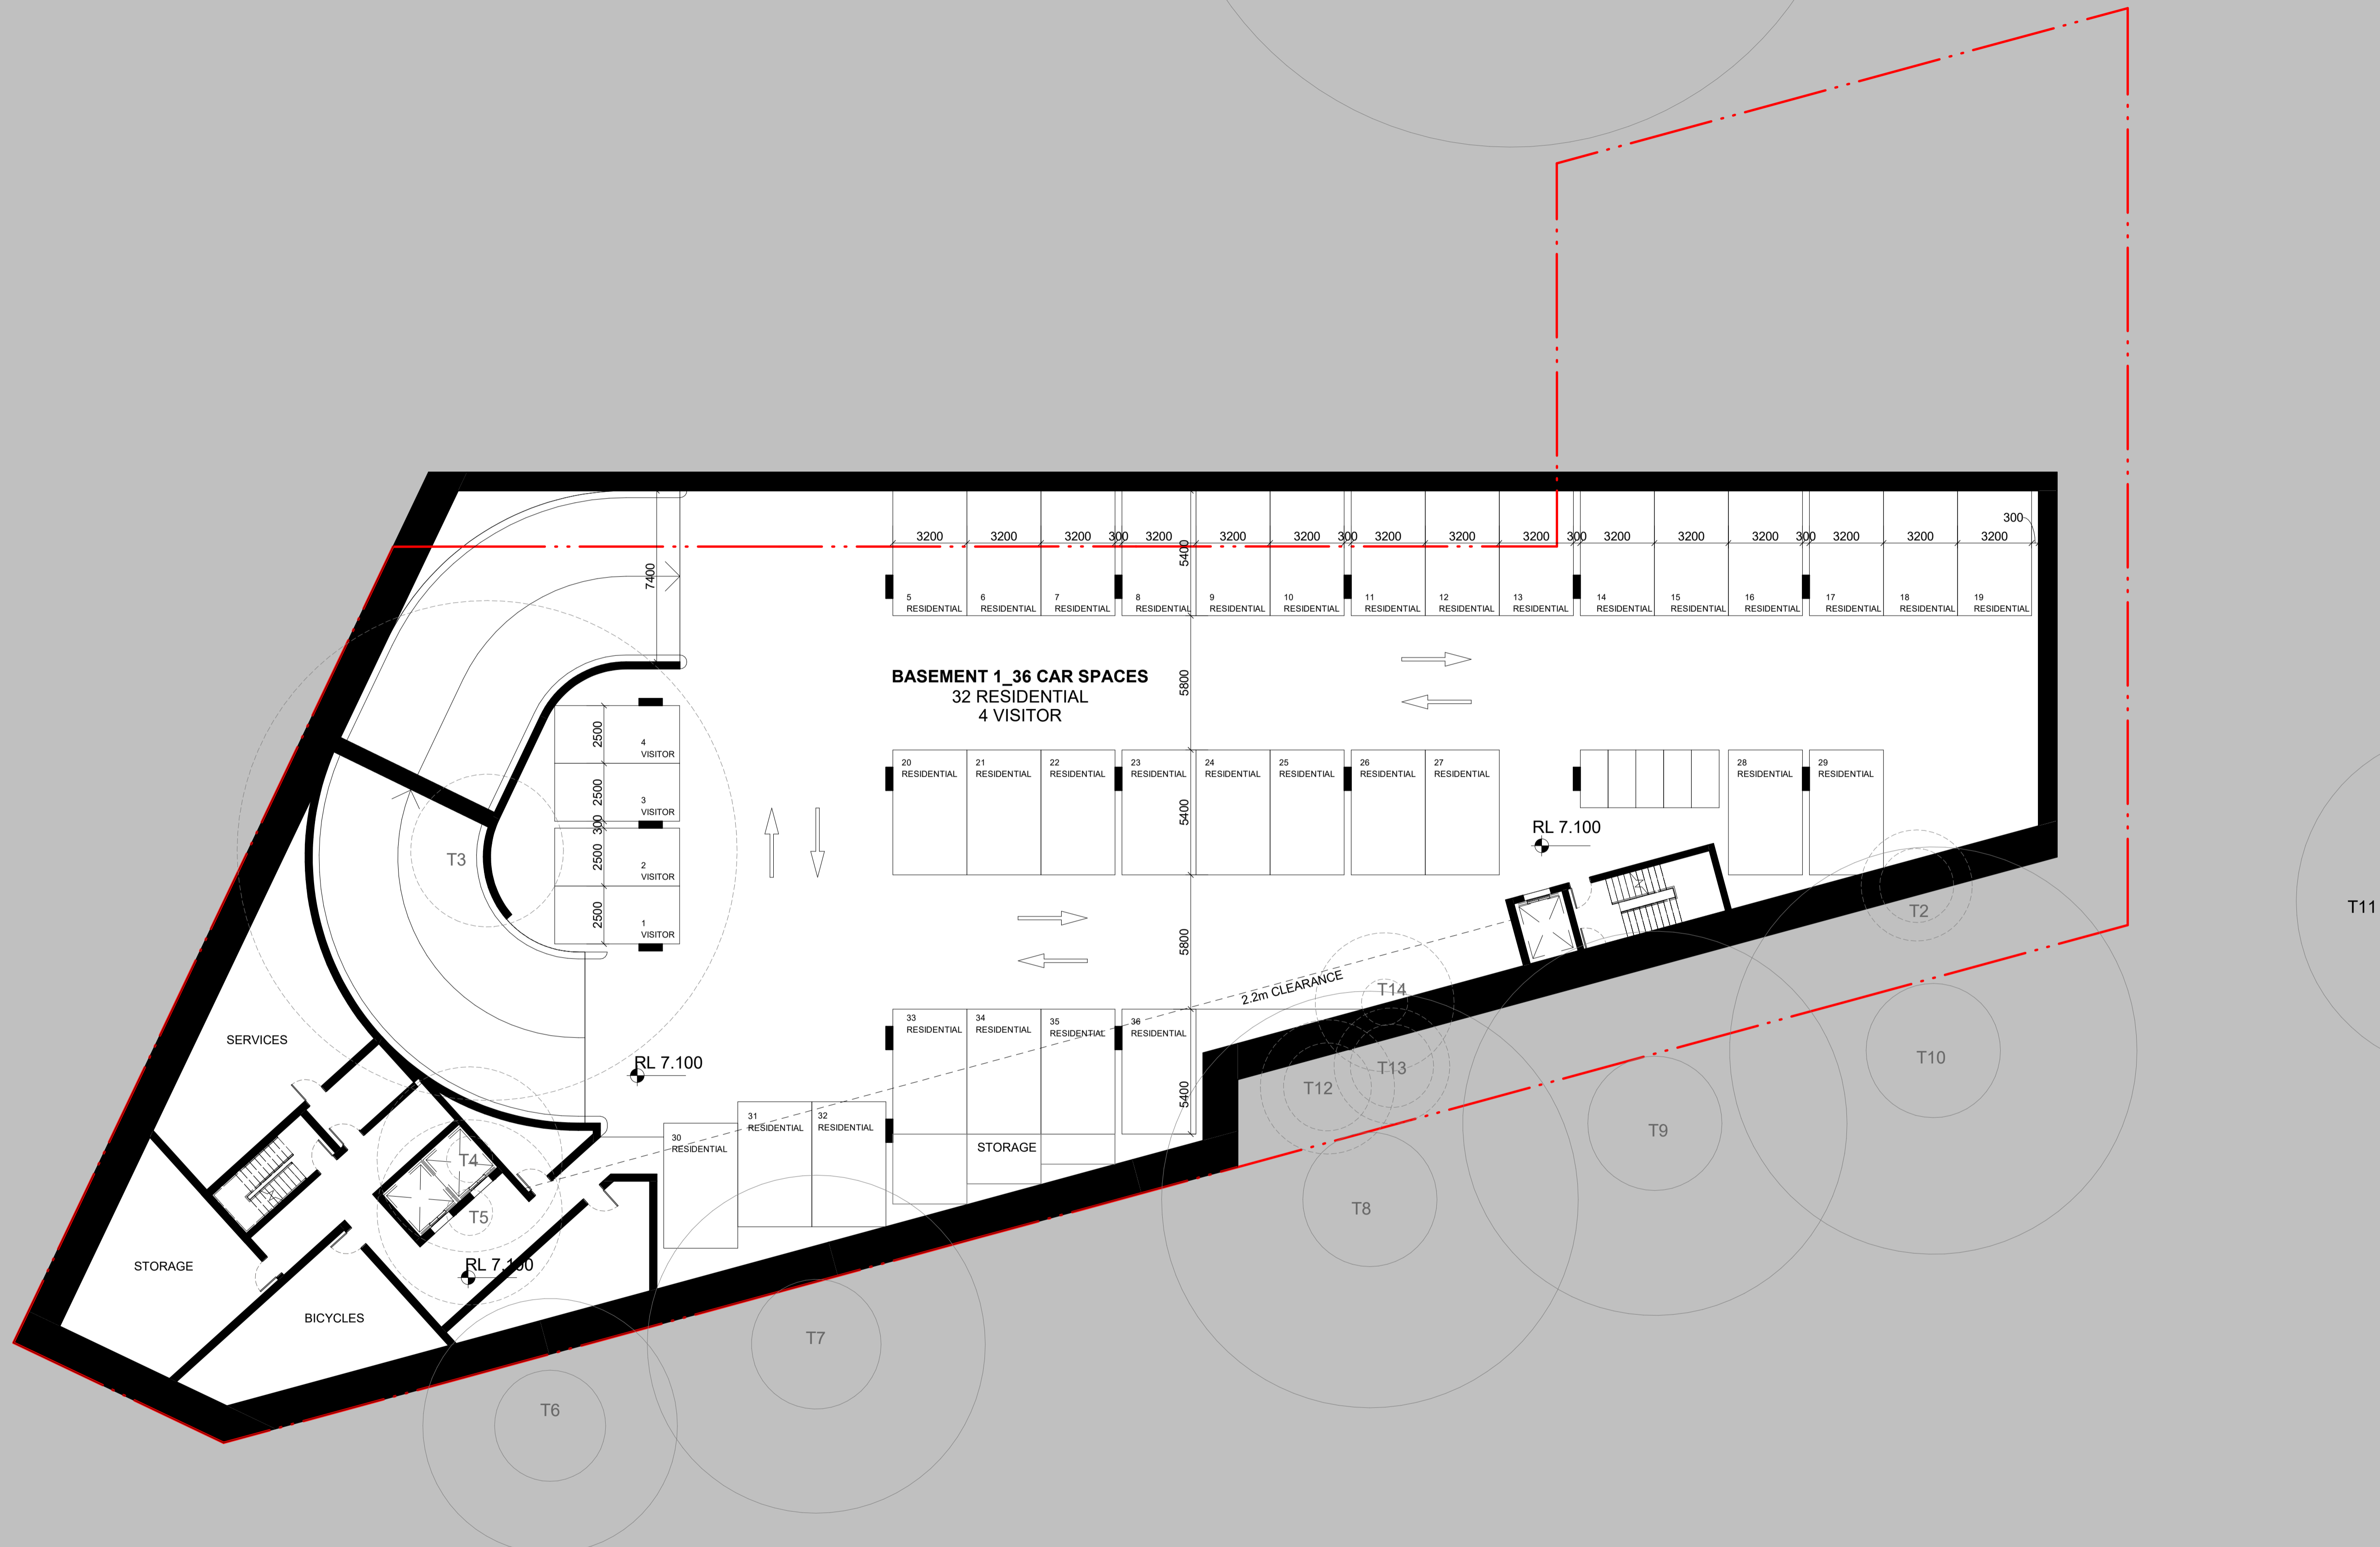 3200 3200 3200 300 3200 3200 3200 300 3200 3200 3200 300 3200 3200 3200 300 3200 3200 3200 300
5400
7400
5
RESIDENTIAL
6
RESIDENTIAL
7
RESIDENTIAL
8
RESIDENTIAL
9
RESIDENTIAL
10
RESIDENTIAL
11
RESIDENTIAL
12
RESIDENTIAL
13
RESIDENTIAL
14
RESIDENTIAL
15
RESIDENTIAL
16
RESIDENTIAL
17
RESIDENTIAL
18
RESIDENTIAL
19
RESIDENTIAL
BASEMENT 1_36 CAR SPACES
32 RESIDENTIAL
4 VISITOR
5800
2500
4
VISITOR
2500
3
VISITOR
300
2500
2
VISITOR
2500
1
VISITOR
20
RESIDENTIAL
21
RESIDENTIAL
22
RESIDENTIAL
23
RESIDENTIAL
24
RESIDENTIAL
25
RESIDENTIAL
26
RESIDENTIAL
27
RESIDENTIAL
28
RESIDENTIAL
29
RESIDENTIAL
5400
RL 7.100
T3
T2
T11
5800
2.2m CLEARANCE
T14
T13
T12
T10
T9
T8
33
RESIDENTIAL
34
RESIDENTIAL
35
RESIDENTIAL
36
RESIDENTIAL
5400
SERVICES
RL 7.100
30
RESIDENTIAL
31
RESIDENTIAL
32
RESIDENTIAL
STORAGE
T4
T5
STORAGE
RL 7.100
BICYCLES
T7
T6